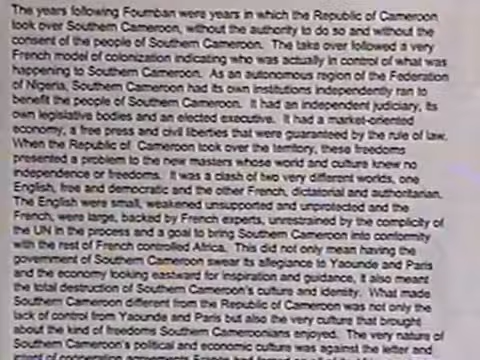 The years following Foumban were years in which the Republic of Cameroon
took over Southern Cameroon, without the authority to do so and without the
consent of the people of Southern Cameroon. The take over followed a very
French model of colonization indicating who was actually in control of what was
happening to Southern Cameroon. As an autonomous region of the Federation
of Nigeria, Southern Cameroon had its own institutions independently ran to
benefit the people of Southern Cameroon. It had an independent judiciary, its
own legislative bodies and an elected executive. It had a market-oriented
economy, a free press and civil liberties that were guaranteed by the rule of law.
When the Republic of Cameroon took over the territory, these freedoms
presented a problem to the new masters whose world and culture knew no
independence or freedoms. It was a clash of two very different worlds, one
English, free and democratic and the other French, dictatorial and authoritarian.
The English were small, weakened unsupported and unprotected and the
French, were large, backed by French experts, unrestrained by the complicity of
the UN in the process and a goal to bring Southern Cameroon into conformity
with the rest of French controlled Africa. This did not only mean having the
government of Southern Cameroon swear its allegiance to Yaounde and Paris
and the economy looking eastward for inspiration and guidance, it also meant
the total destruction of Southern Cameroon's culture and identity. What made
Southern Cameroon different from the Republic of Cameroon was not only the
lack of control from Yaounde and Paris but also the very culture that brought
about the kind of freedoms Southern Cameroonians enjoyed. The very nature of
Southern Cameroon's political and economic culture was against the letter and
intent of cooperation agreements France had